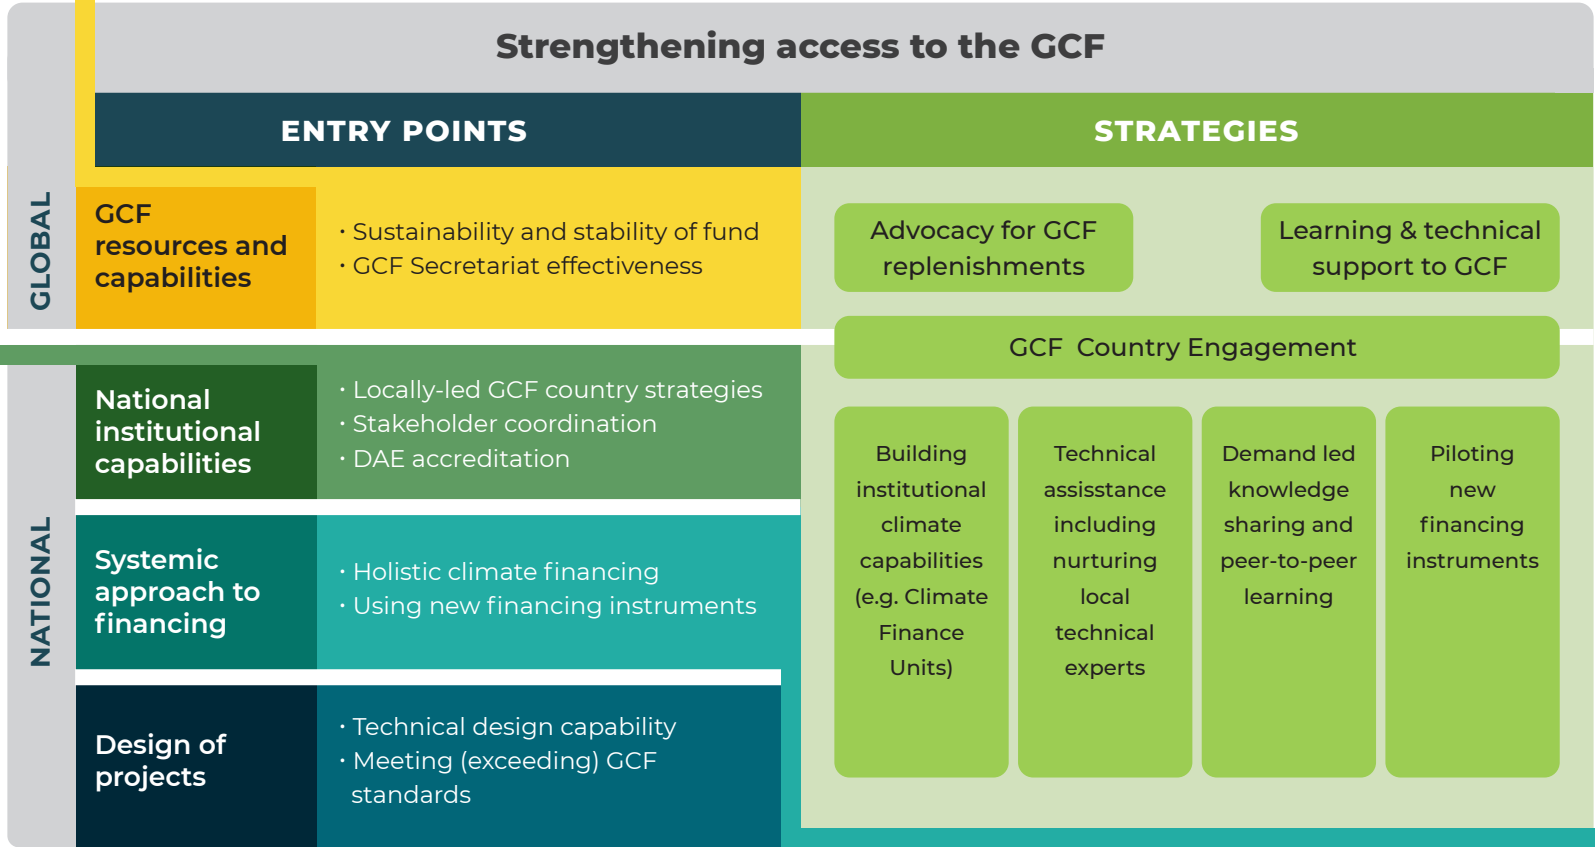 Strengthening access to the GCF
ENTRY POINTS
STRATEGIES
GLOBAL
GCF
resources and
capabilities
· Sustainability and stability of fund
· GCF Secretariat effectiveness
Advocacy for GCF
replenishments
Learning & technical
support to GCF
GCF Country Engagement
NATIONAL
National
institutional
capabilities
· Locally-led GCF country strategies
· Stakeholder coordination
· DAE accreditation
Systemic
approach to
financing
· Holistic climate financing
· Using new financing instruments
Design of
projects
· Technical design capability
· Meeting (exceeding) GCF
standards
Building
institutional
climate
capabilities
(e.g. Climate
Finance
Units)
Technical
assisstance
including
nurturing
local
technical
experts
Demand led
knowledge
sharing and
peer-to-peer
learning
Piloting
new
financing
instruments